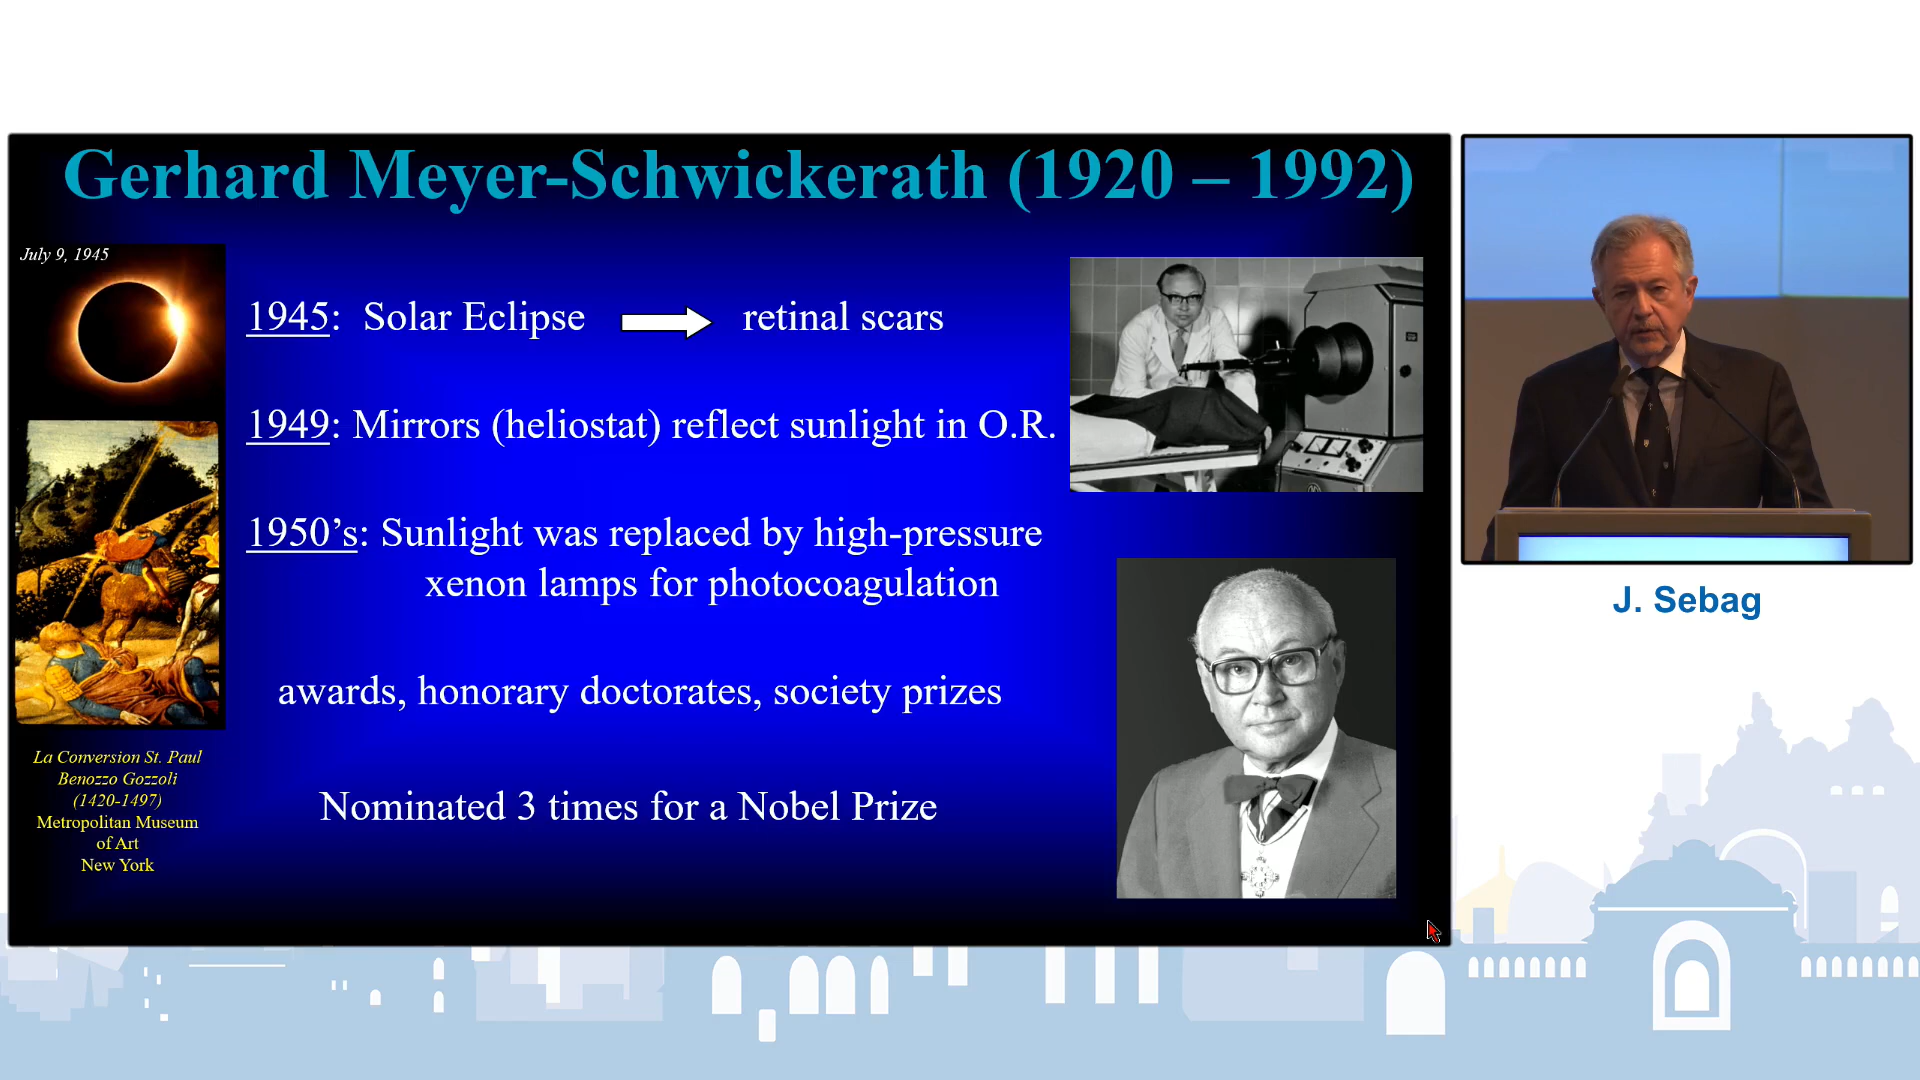 Gerhard Meyer-Schwickerath (1920 – 1992)
July 9, 1945
1945: Solar Eclipse retinal scars
1949: Mirrors (heliostat) reflect sunlight in O.R.
1950’s: Sunlight was replaced by high-pressure
xenon lamps for photocoagulation
awards, honorary doctorates, society prizes
Nominated 3 times for a Nobel Prize
La Conversion St. Paul
Benozzo Gozzoli
(1420-1497)
Metropolitan Museum
of Art
New York
J. Sebag